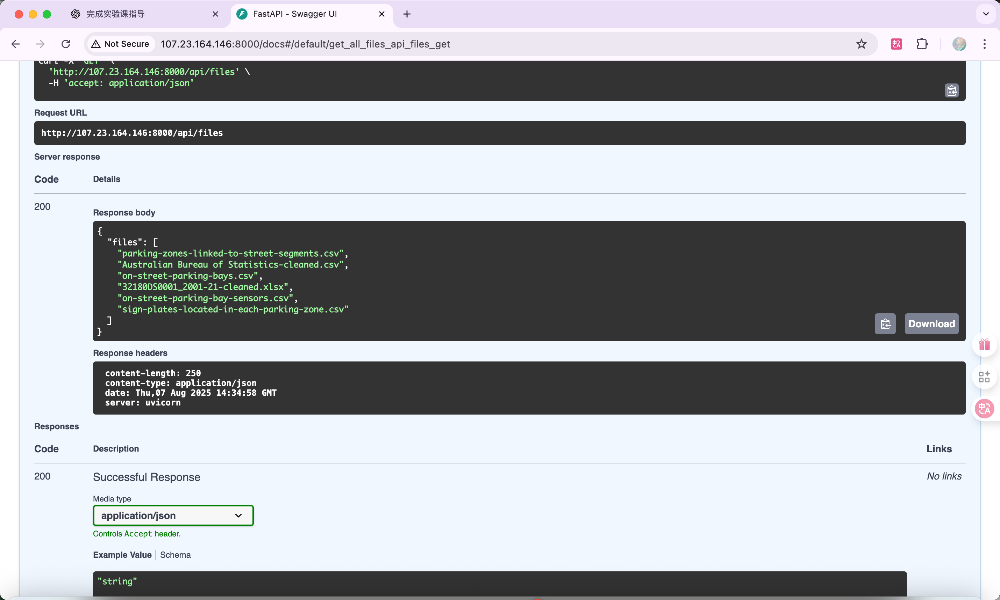 完成实验课指导
FastAPI - Swagger UI
Not Secure
107.23.164.146:8000/docs#/default/get_all_files_api_files_get
curl -X 'GET' \
'http://107.23.164.146:8000/api/files' \
-H 'accept: application/json'
Request URL
http://107.23.164.146:8000/api/files
Server response
Code Details
200
Response body
{
"files": [
"parking-zones-linked-to-street-segments.csv",
"Australian Bureau of Statistics-cleaned.csv",
"on-street-parking-bays.csv",
"32180DS0001_2001-21-cleaned.xlsx",
"on-street-parking-bay-sensors.csv",
"sign-plates-located-in-each-parking-zone.csv"
]
}
Download
Response headers
content-length: 250
content-type: application/json
date: Thu,07 Aug 2025 14:34:58 GMT
server: uvicorn
Responses
Code Description Links
200 Successful Response No links
Media type
application/json
Controls Accept header.
Example Value Schema
"string"